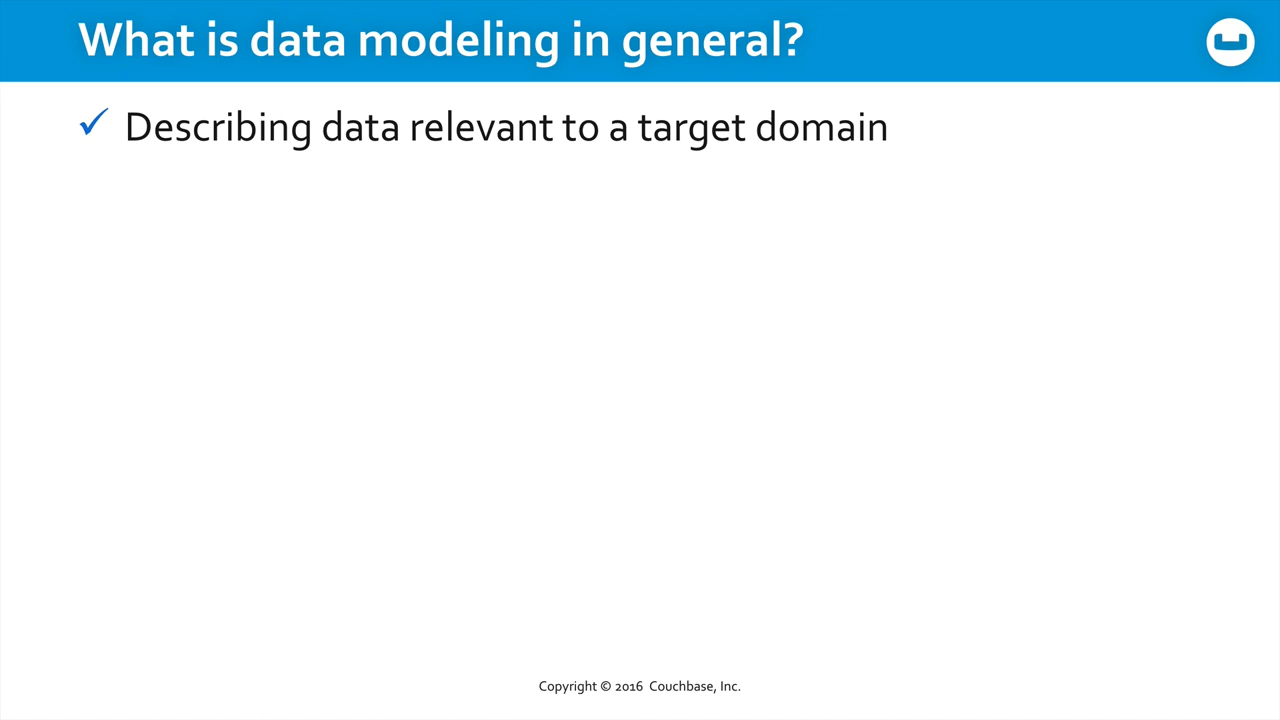 What is data modeling in general?
✓ Describing data relevant to a target domain
Copyright © 2016 Couchbase, Inc.